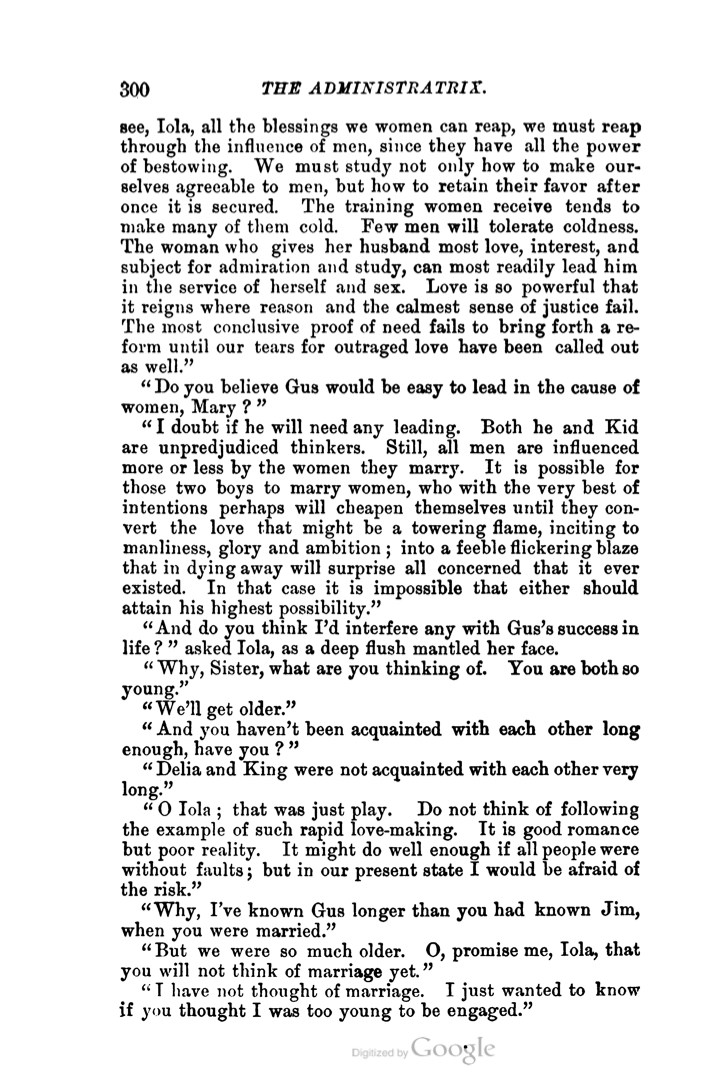 300 THE ADMINISTRATRIX.
see, Iola, all the blessings we women can reap, we must reap
through the influence of men, since they have all the power
of bestowing. We must study not only how to make our-
selves agreeable to men, but how to retain their favor after
once it is secured. The training women receive tends to
make many of them cold. Few men will tolerate coldness.
The woman who gives her husband most love, interest, and
subject for admiration and study, can most readily lead him
in the service of herself and sex. Love is so powerful that
it reigns where reason and the calmest sense of justice fail.
The most conclusive proof of need fails to bring forth a re-
form until our tears for outraged love have been called out
as well.”
“Do you believe Gus would be easy to lead in the cause of
women, Mary?”
“I doubt if he will need any leading. Both he and Kid
are unpredjudiced thinkers. Still, all men are influenced
more or less by the women they marry. It is possible for
those two boys to marry women, who with the very best of
intentions perhaps will cheapen themselves until they con-
vert the love that might be a towering flame, inciting to
manliness, glory and ambition; into a feeble flickering blaze
that in dying away will surprise all concerned that it ever
existed. In that case it is impossible that either should
attain his highest possibility.”
“And do you think I’d interfere any with Gus’s success in
life?” asked Iola, as a deep flush mantled her face.
“Why, Sister, what are you thinking of. You are both so
young.”
“We’ll get older.”
“And you haven’t been acquainted with each other long
enough, have you?”
“Delia and King were not acquainted with each other very
long.”
“O Iola; that was just play. Do not think of following
the example of such rapid love-making. It is good romance
but poor reality. It might do well enough if all people were
without faults; but in our present state I would be afraid of
the risk.”
“Why, I’ve known Gus longer than you had known Jim,
when you were married.”
“But we were so much older. O, promise me, Iola, that
you will not think of marriage yet.”
“I have not thought of marriage. I just wanted to know
if you thought I was too young to be engaged.”
Digitized by Google